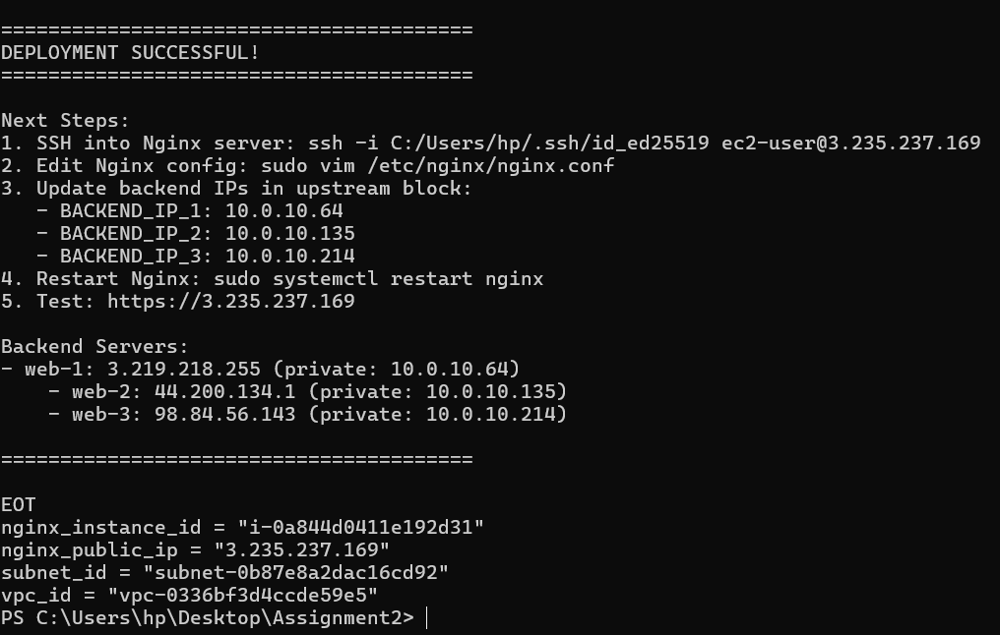 ========================================
DEPLOYMENT SUCCESSFUL!
========================================
Next Steps:
1. SSH into Nginx server: ssh -i C:/Users/hp/.ssh/id_ed25519 ec2-user@3.235.237.169
2. Edit Nginx config: sudo vim /etc/nginx/nginx.conf
3. Update backend IPs in upstream block:
   - BACKEND_IP_1: 10.0.10.64
   - BACKEND_IP_2: 10.0.10.135
   - BACKEND_IP_3: 10.0.10.214
4. Restart Nginx: sudo systemctl restart nginx
5. Test: https://3.235.237.169
Backend Servers:
- web-1: 3.219.218.255 (private: 10.0.10.64)
    - web-2: 44.200.134.1 (private: 10.0.10.135)
    - web-3: 98.84.56.143 (private: 10.0.10.214)
========================================
EOT
nginx_instance_id = "i-0a844d0411e192d31"
nginx_public_ip = "3.235.237.169"
subnet_id = "subnet-0b87e8a2dac16cd92"
vpc_id = "vpc-0336bf3d4ccde59e5"
PS C:\Users\hp\Desktop\Assignment2>